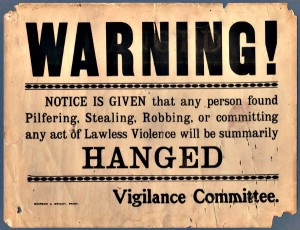 WARNING!
NOTICE IS GIVEN that any person found
Pilfering, Stealing, Robbing, or committing
any act of Lawless Violence will be summarily
HANGED
Vigilance Committee.